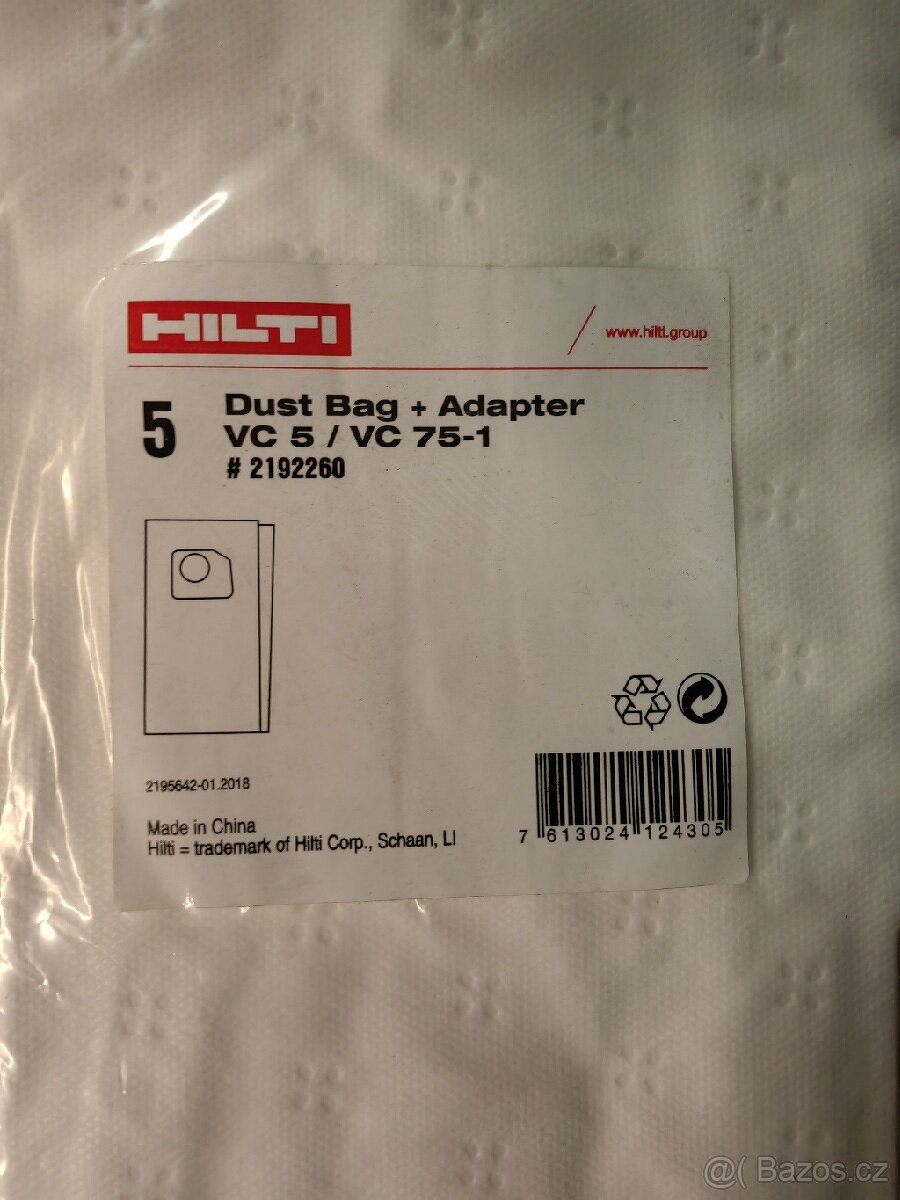 HILTI
www.hilti.group
5
Dust Bag + Adapter
VC 5 / VC 75-1
# 2192260
2195642-01.2018
Made in China
Hilti = trademark of Hilti Corp., Schaan, LI
7 613024 124305
@( Bazos.cz